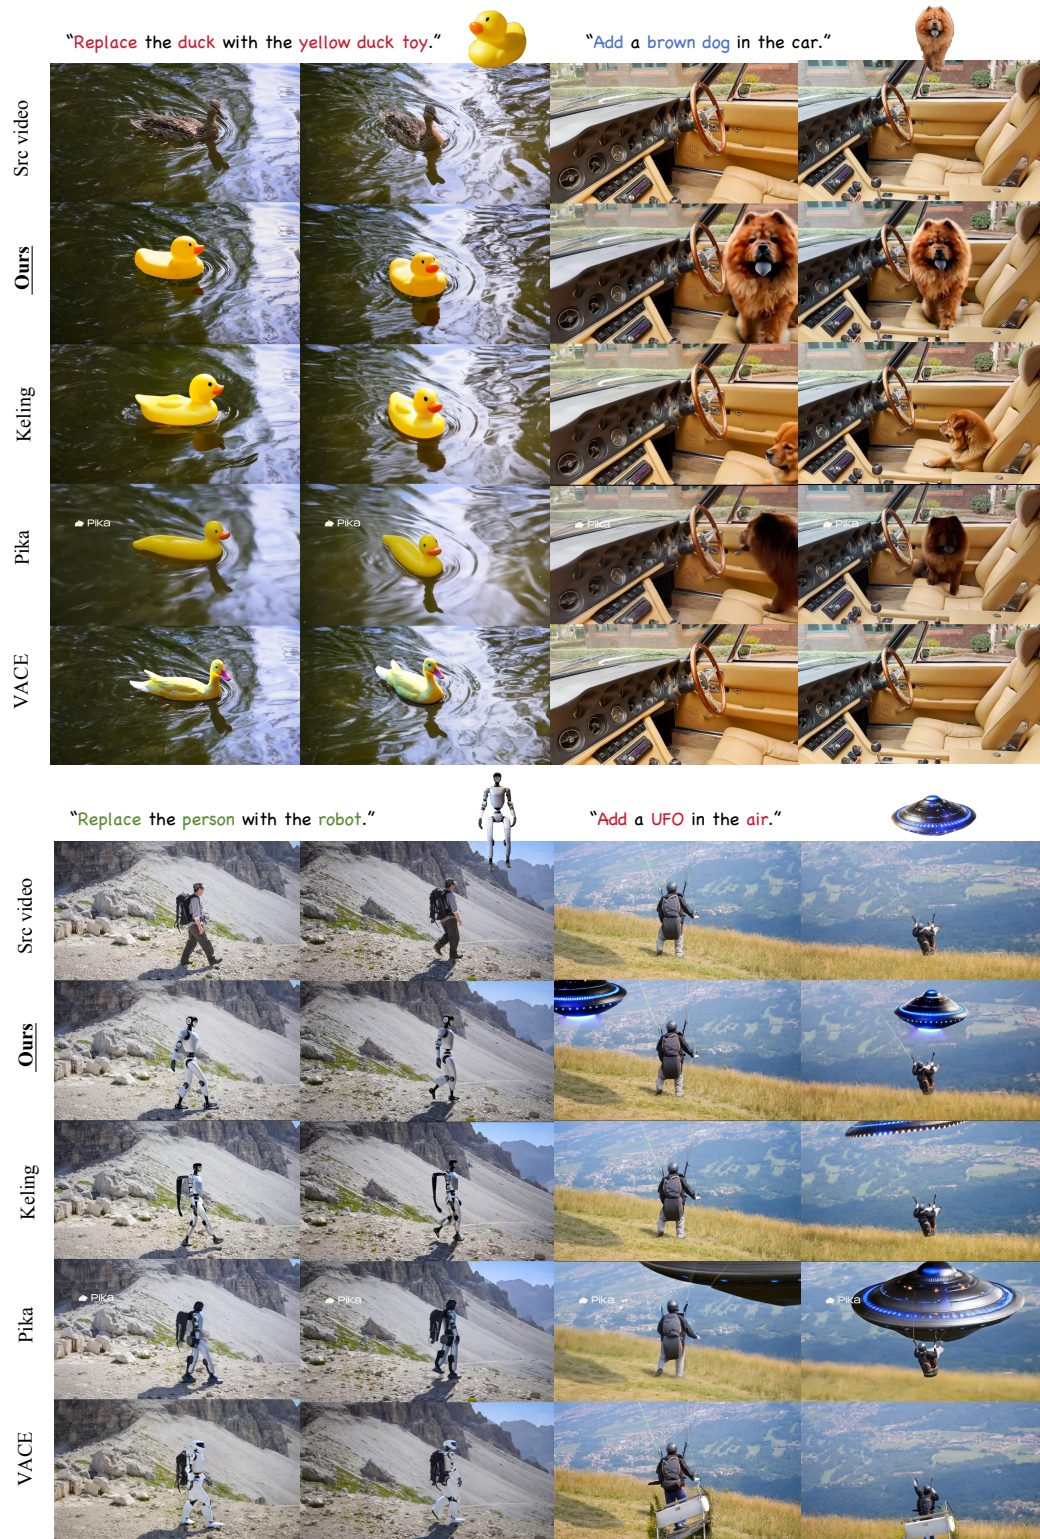 “Replace the duck with the yellow duck toy.”
“Add a brown dog in the car.”
Src video
Ours
Keling
Pika
Pika
Pika
Pika
Pika
VACE
“Replace the person with the robot.”
“Add a UFO in the air.”
Src video
Ours
Keling
Pika
Pika
Pika
Pika
Pika
VACE